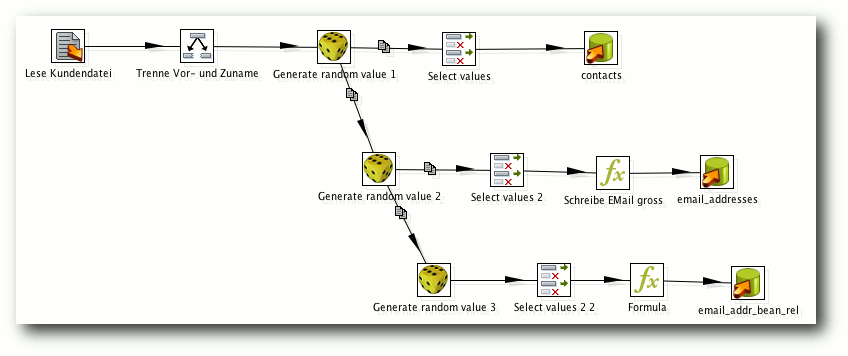 Lese Kundendatei
Trenne Vor- und Zuname
Generate random value 1
Select values
contacts
Generate random value 2
Select values 2
Schreibe EMail gross
email_addresses
Generate random value 3
Select values 2 2
Formula
email_addr_bean_rel